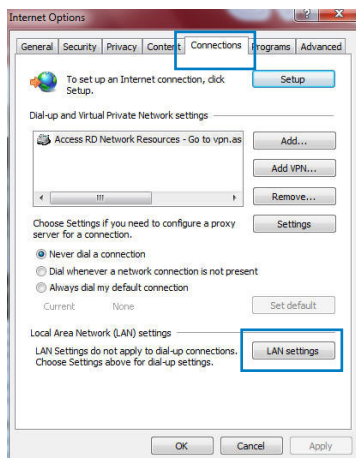 Internet Options
General Security Privacy Content Connections Programs Advanced
To set up an Internet connection, click
Setup.
Setup
Dial-up and Virtual Private Network settings
Access RD Network Resources - Go to vpn.as
Add...
Add VPN...
Remove...
Choose Settings if you need to configure a proxy
server for a connection.
Settings
Never dial a connection
Dial whenever a network connection is not present
Always dial my default connection
Current None
Set default
Local Area Network (LAN) settings
LAN Settings do not apply to dial-up connections.
Choose Settings above for dial-up settings.
LAN settings
OK Cancel Apply